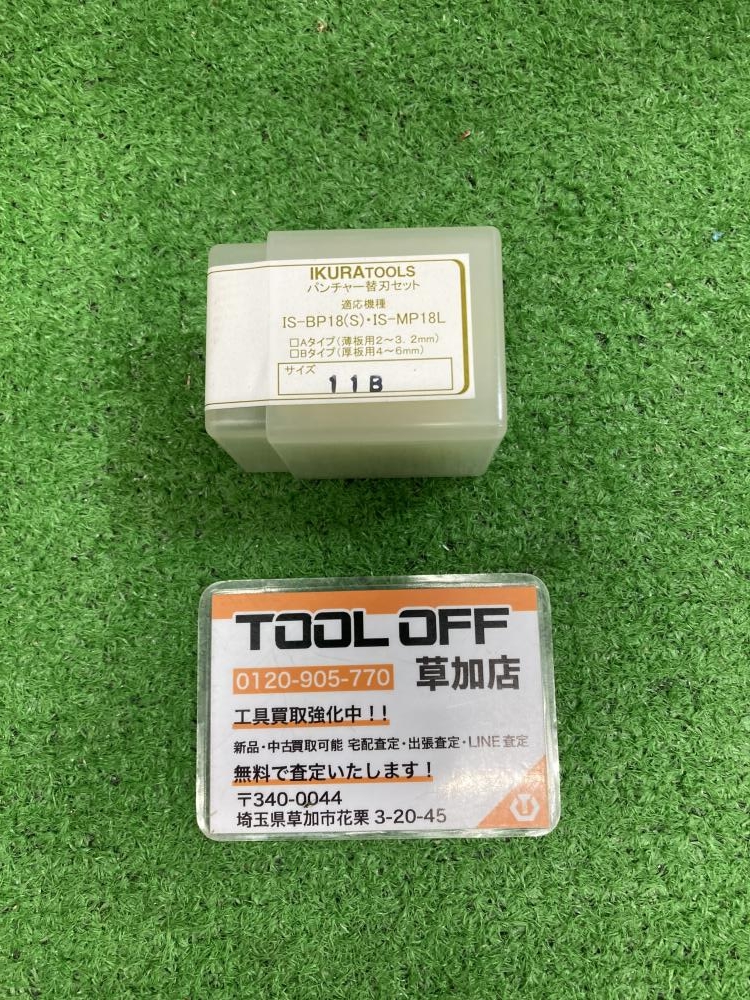 IKURATOOLS
パンチャー替刃セット
適応機種
IS-BP18(S)・IS-MP18L
□Aタイプ(薄板用2〜3.2mm)
□Bタイプ(厚板用4〜6mm)
サイズ
11B
TOOL OFF
0120-905-770 草加店
工具買取強化中!!
新品・中古買取可能 宅配査定・出張査定・LINE査定
無料で査定いたします!
〒340-0044
埼玉県草加市花栗3-20-45